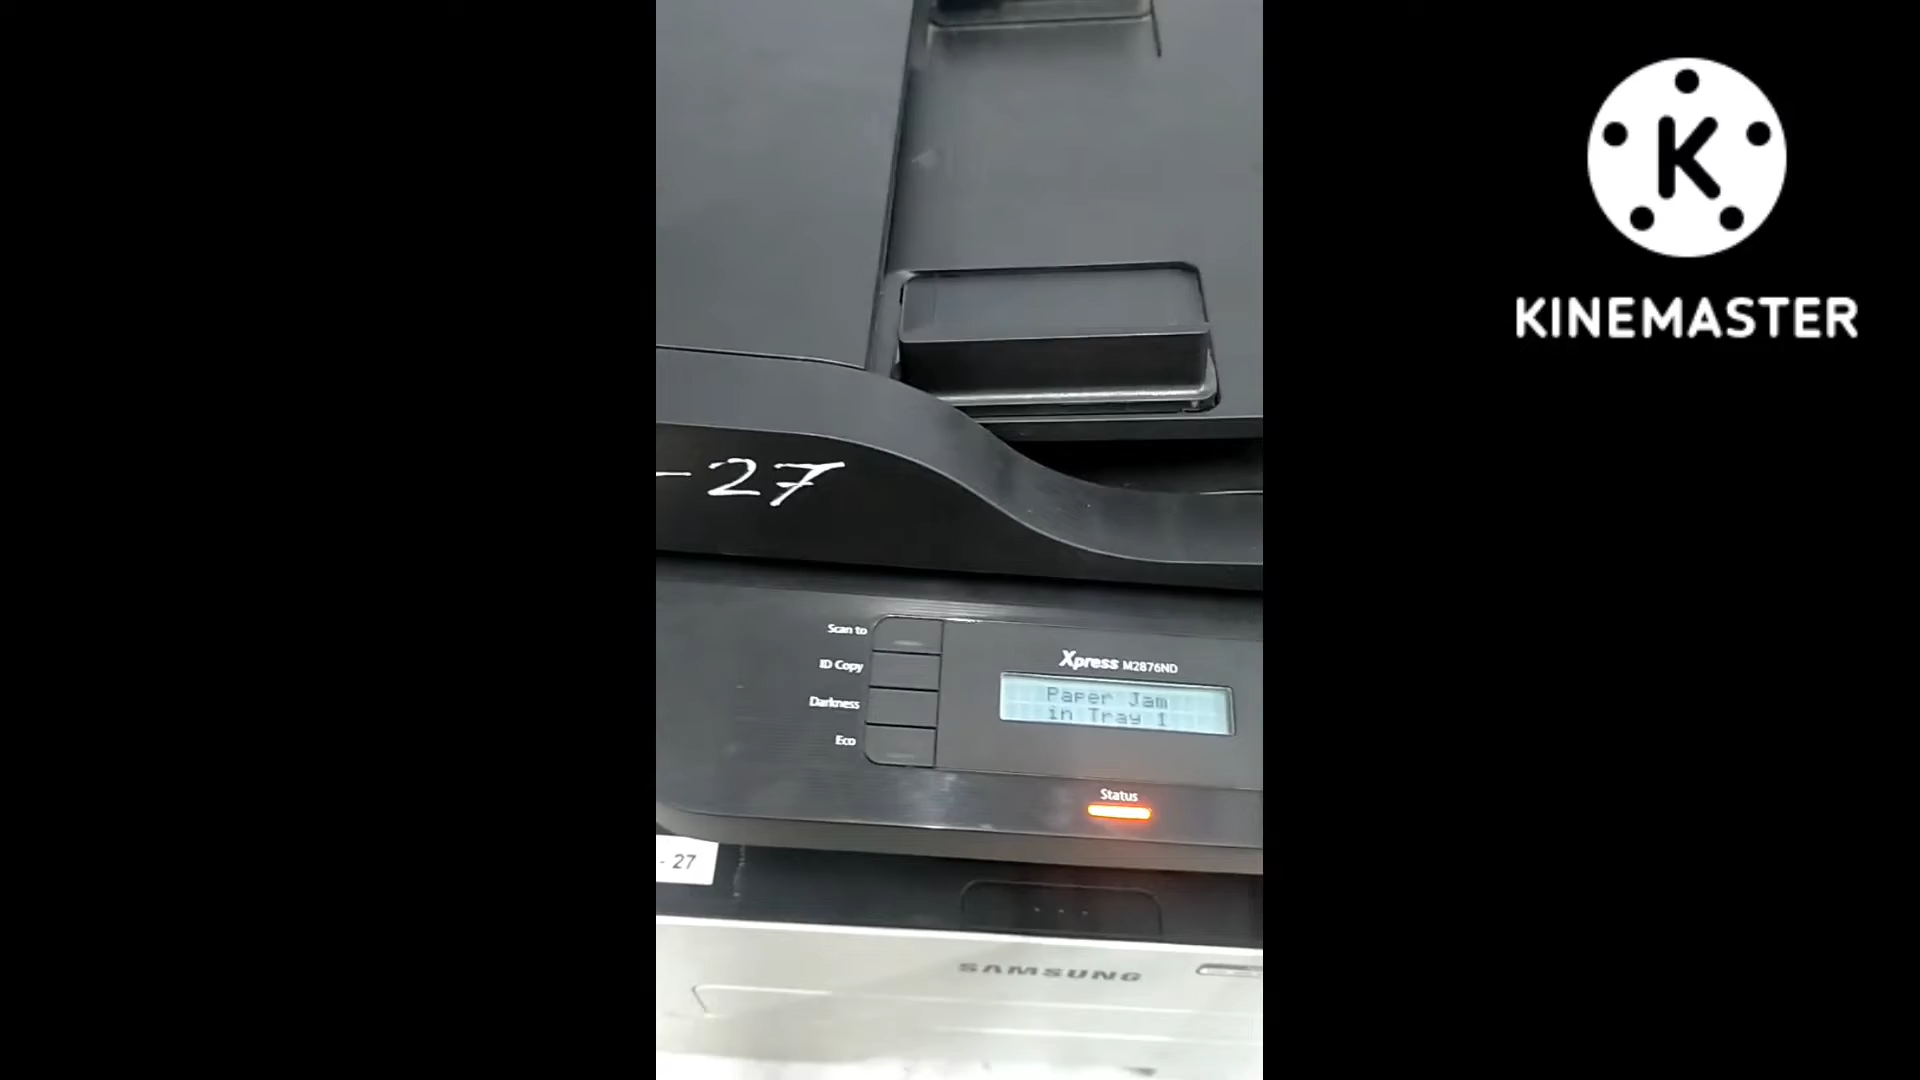 K
KINEMASTER
- 27
Scan to
ID Copy
Darkness
Eco
Xpress M2876ND
Paper Jam
in Tray 1
Status
- 27
SAMSUNG